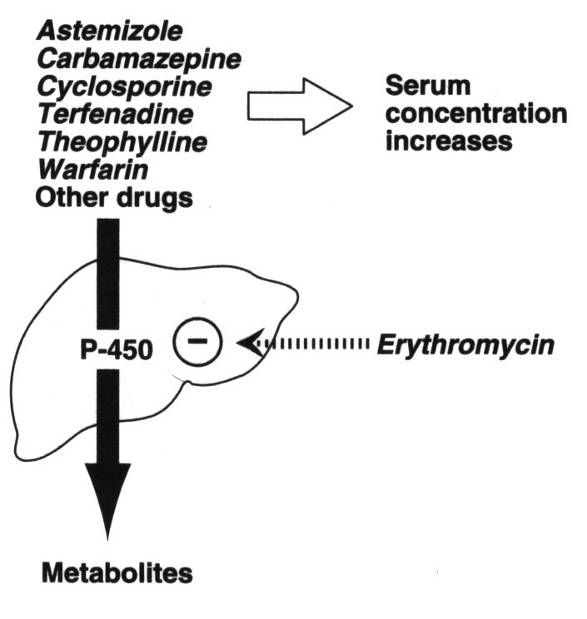 Astemizole
Carbamazepine
Cyclosporine
Terfenadine
Theophylline
Warfarin
Other drugs
Serum
concentration
increases
P-450
Erythromycin
Metabolites